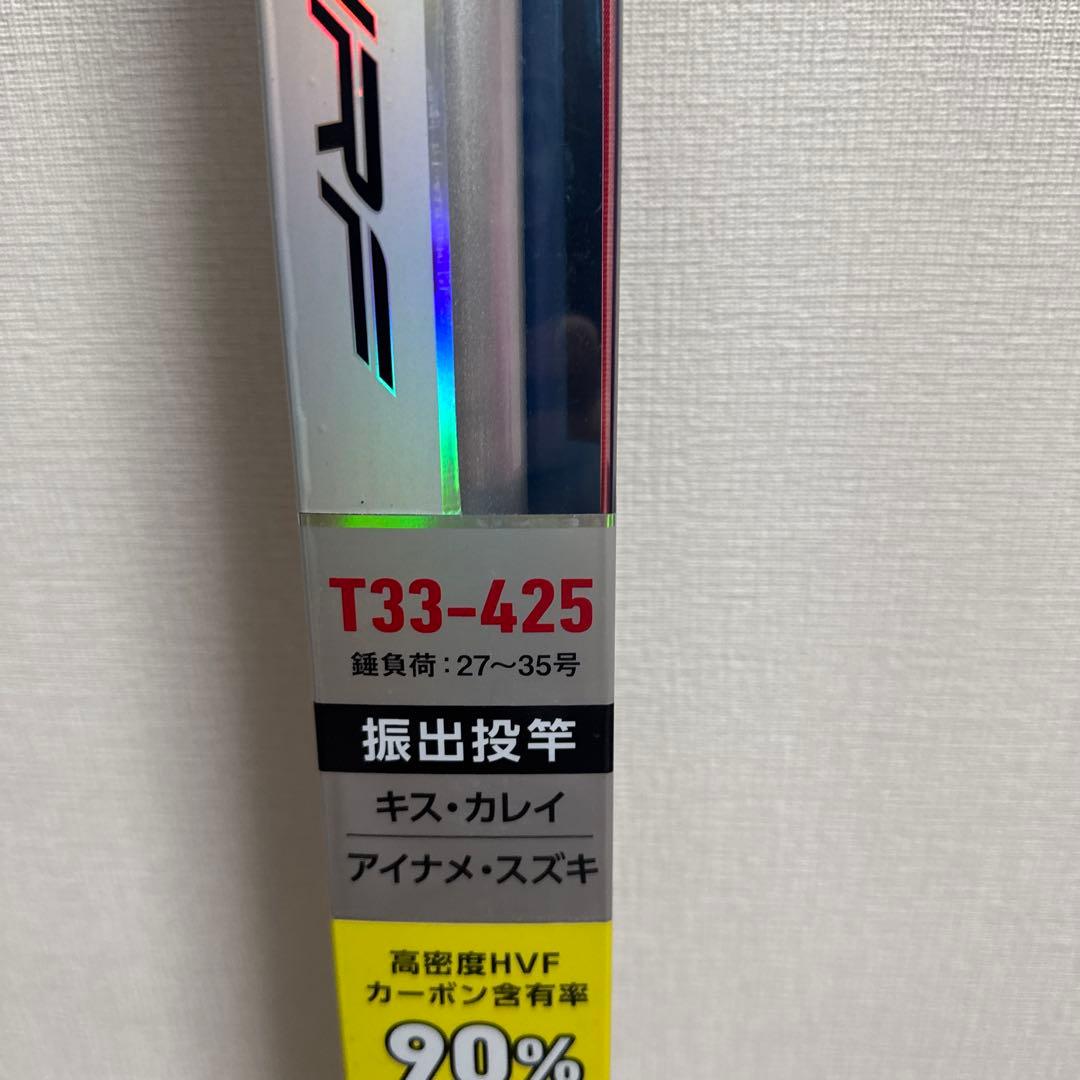 T33-425
錘負荷：27〜35号
振出投竿
キス・カレイ
アイナメ・スズキ
高密度HVF
カーボン含有率
90%